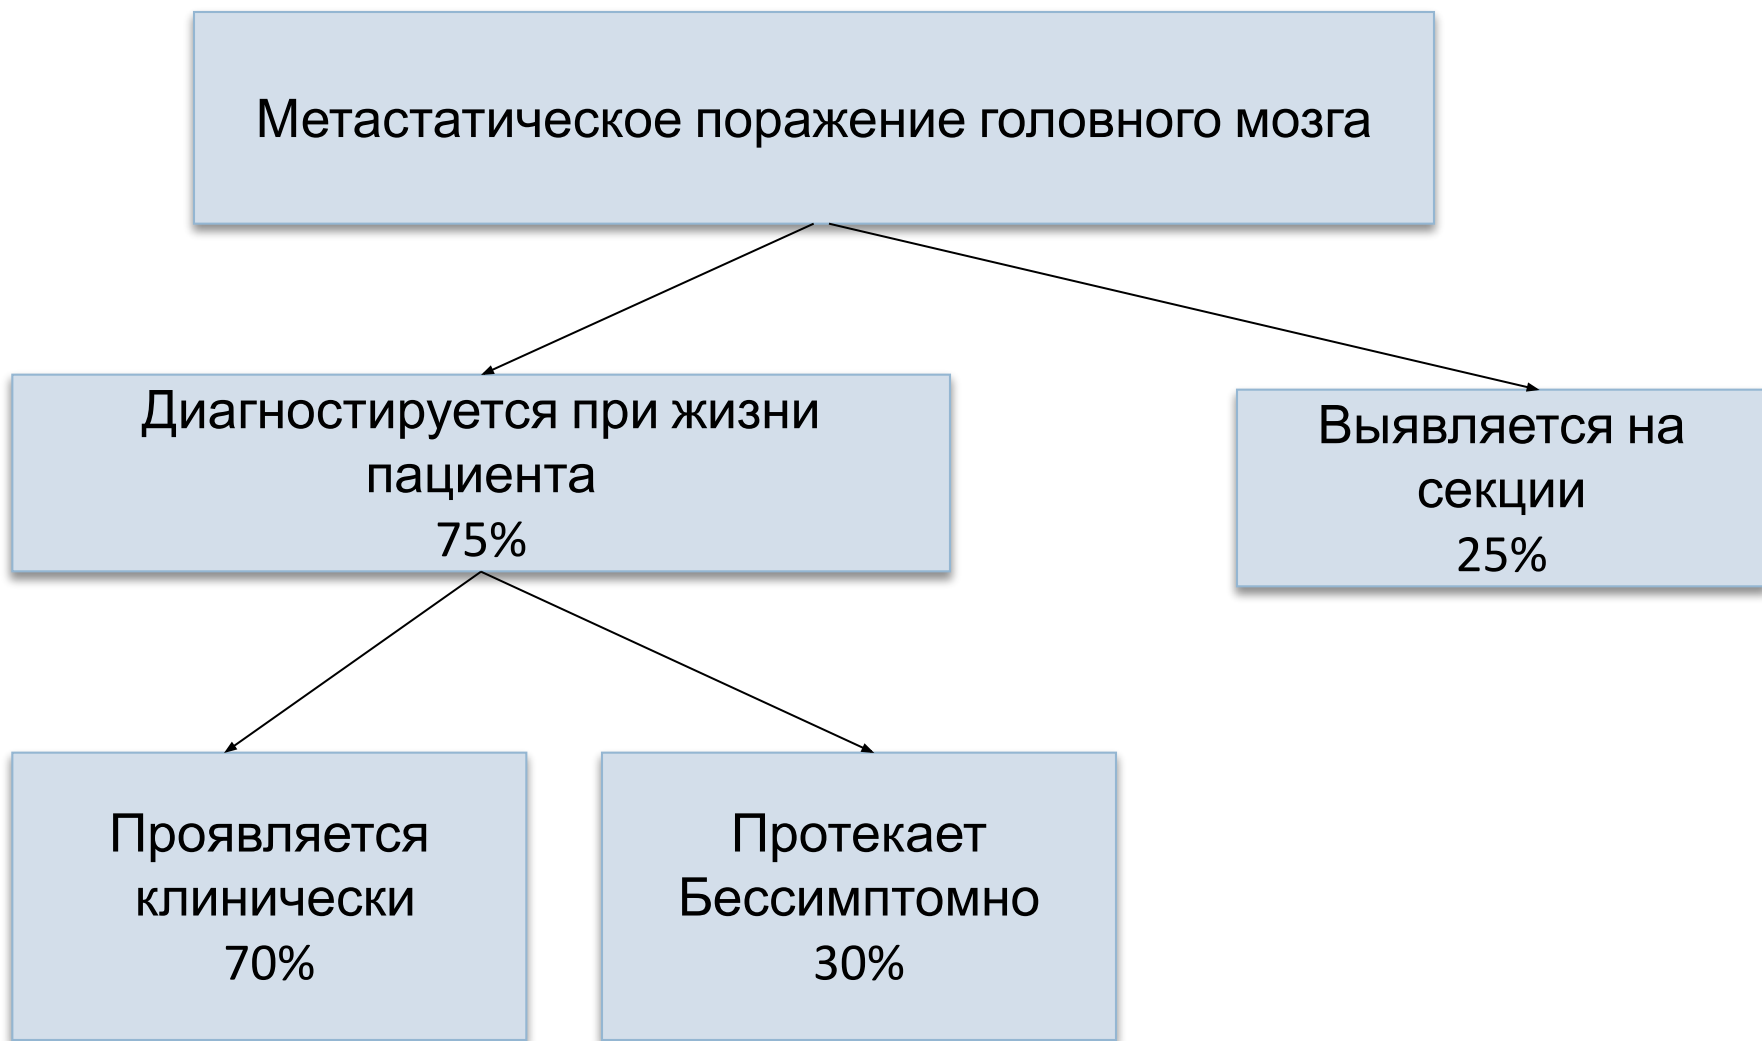 Метастатическое поражение головного мозга
Диагностируется при жизни
пациента
75%
Выявляется на
секции
25%
Проявляется
клинически
70%
Протекает
Бессимптомно
30%